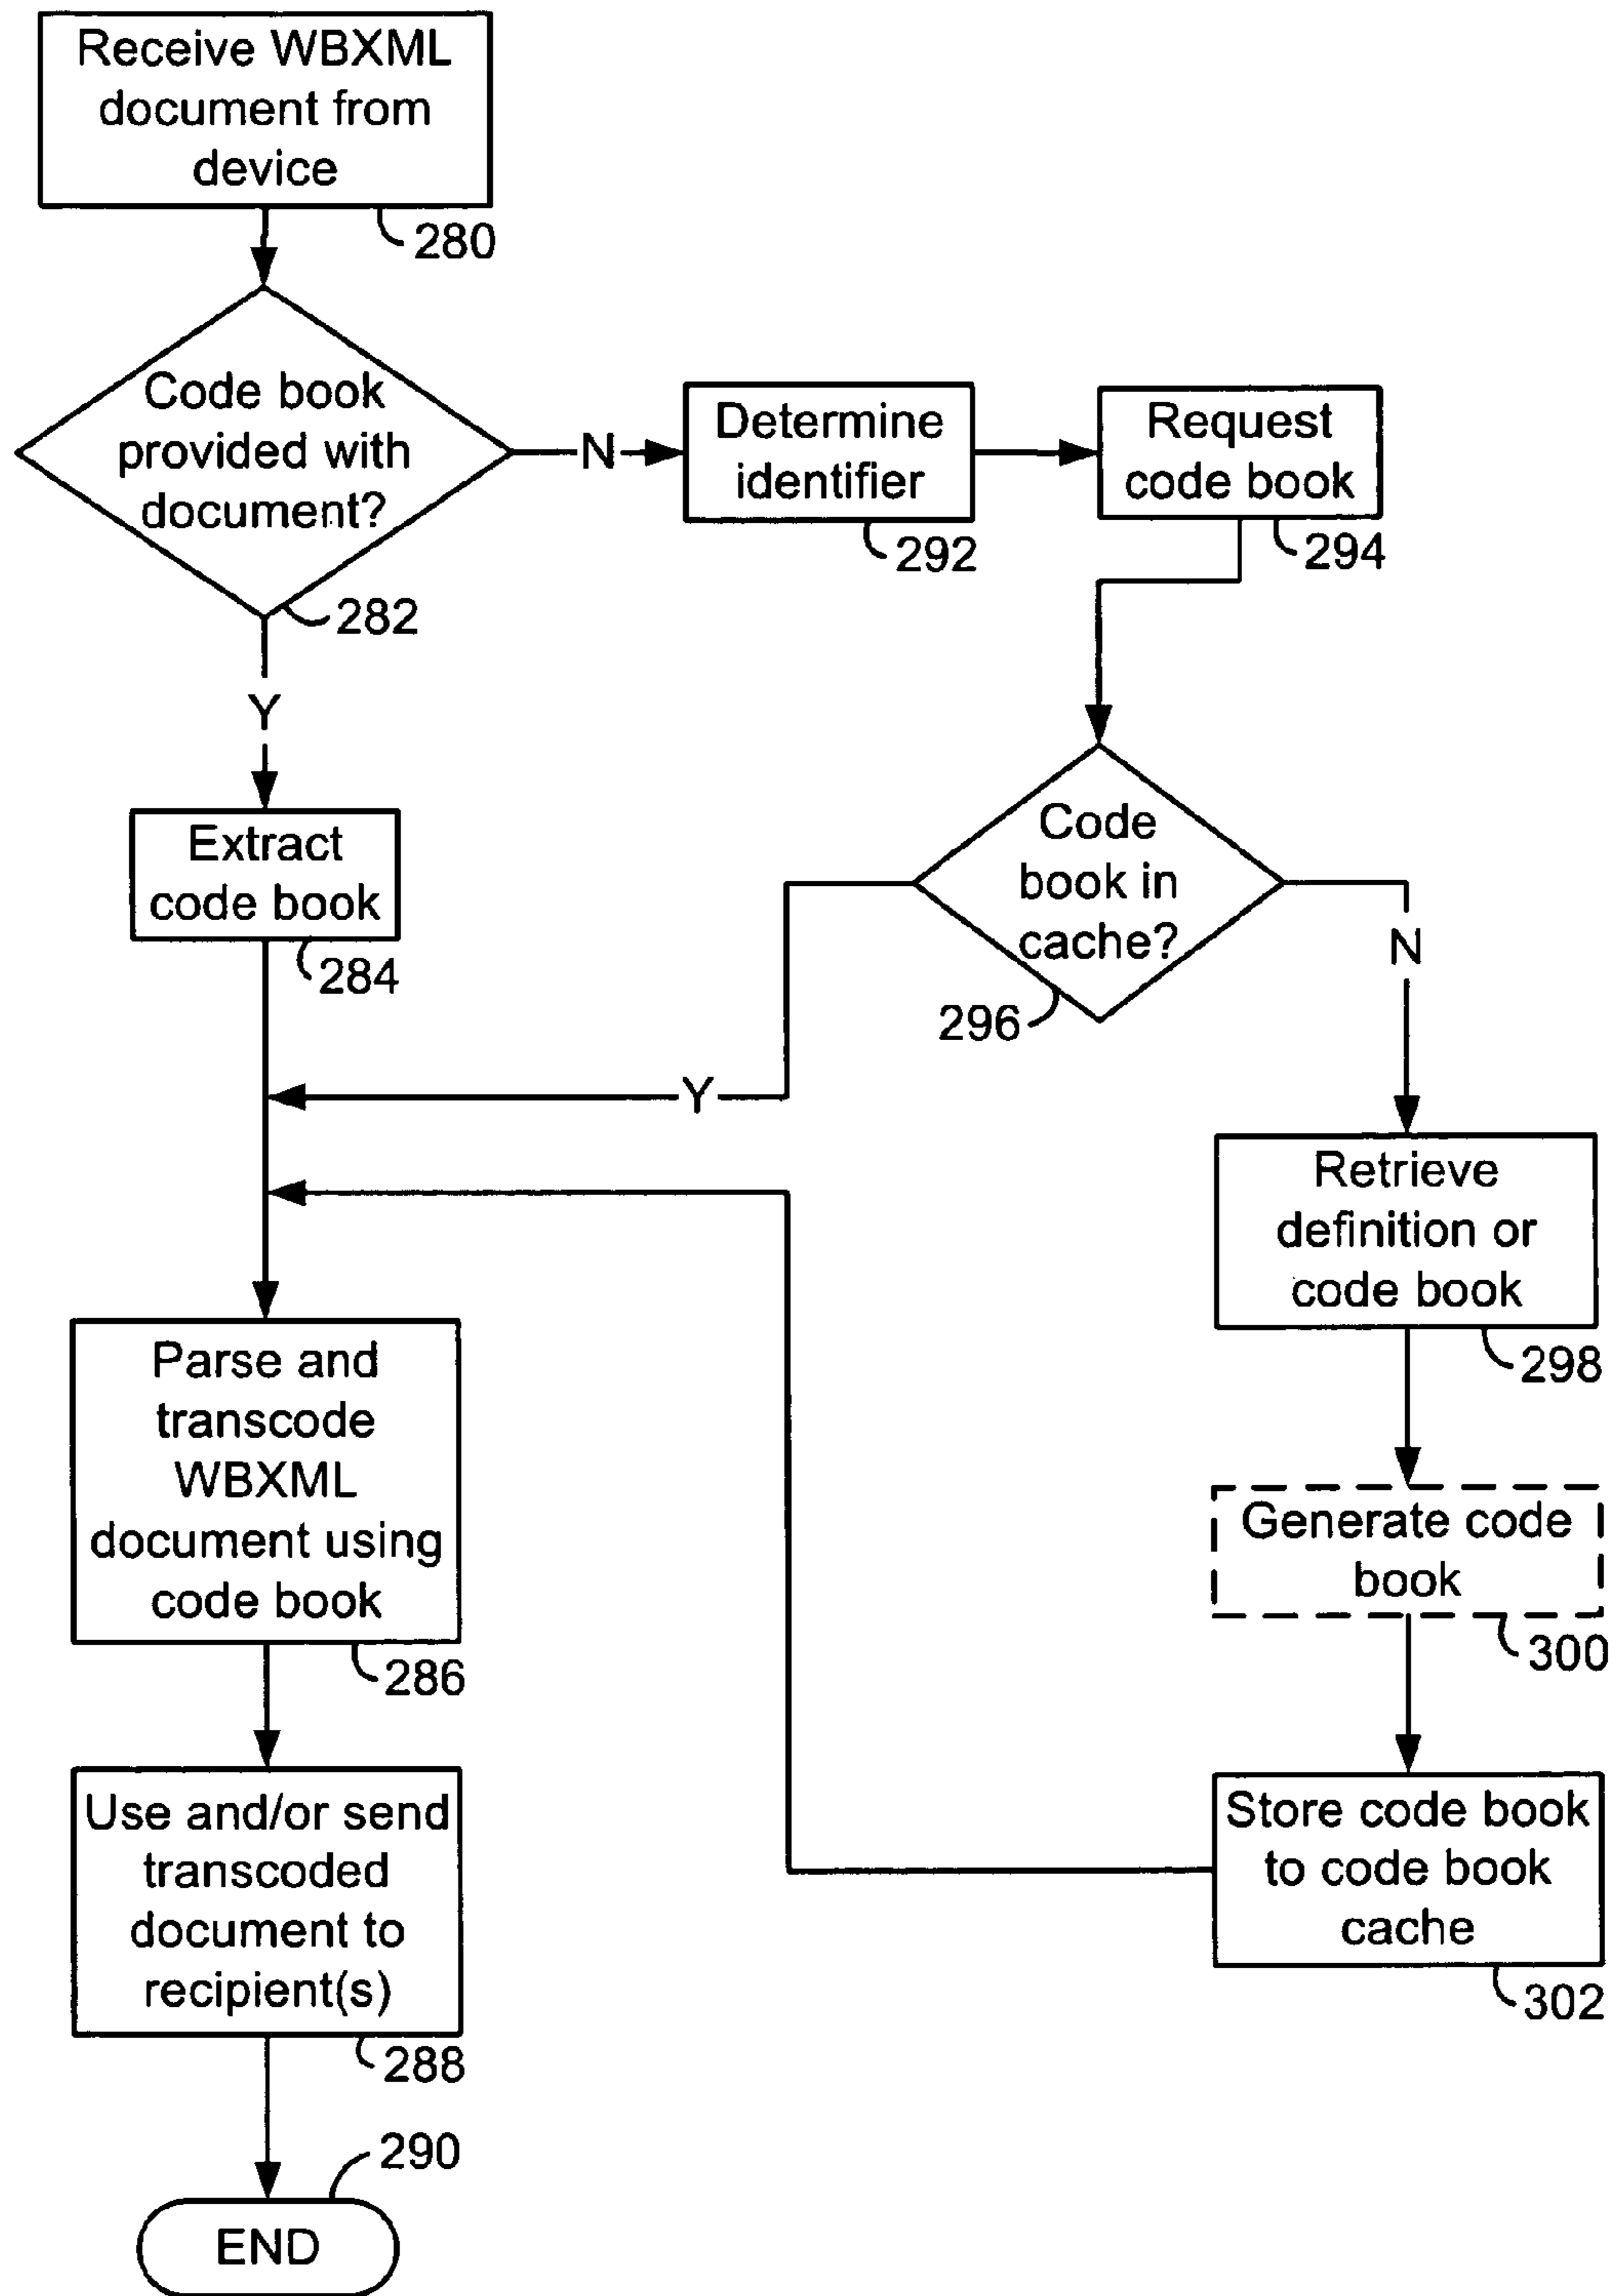 Receive WBXML
document from
device
280
Code book
provided with
document?
282
N
Determine
identifier
292
Request
code book
294
Y
Extract
code book
284
Code
book in
cache?
296
N
Y
Retrieve
definition or
code book
298
Parse and
transcode
WBXML
document using
code book
286
Generate code
book
300
Use and/or send
transcoded
document to
recipient(s)
288
Store code book
to code book
cache
302
290
END